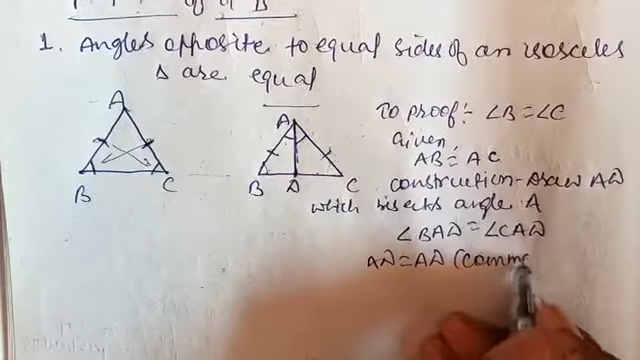 of a Δ
1. Angles opposite to equal sides of an isosceles
Δ are equal
A
B
C
A
B
D
C
To proof:- ∠B = ∠C
Given:
AB = AC
Construction - Draw AD
which bisects angle A
∠BAD = ∠CAD
AD = AD (Comm